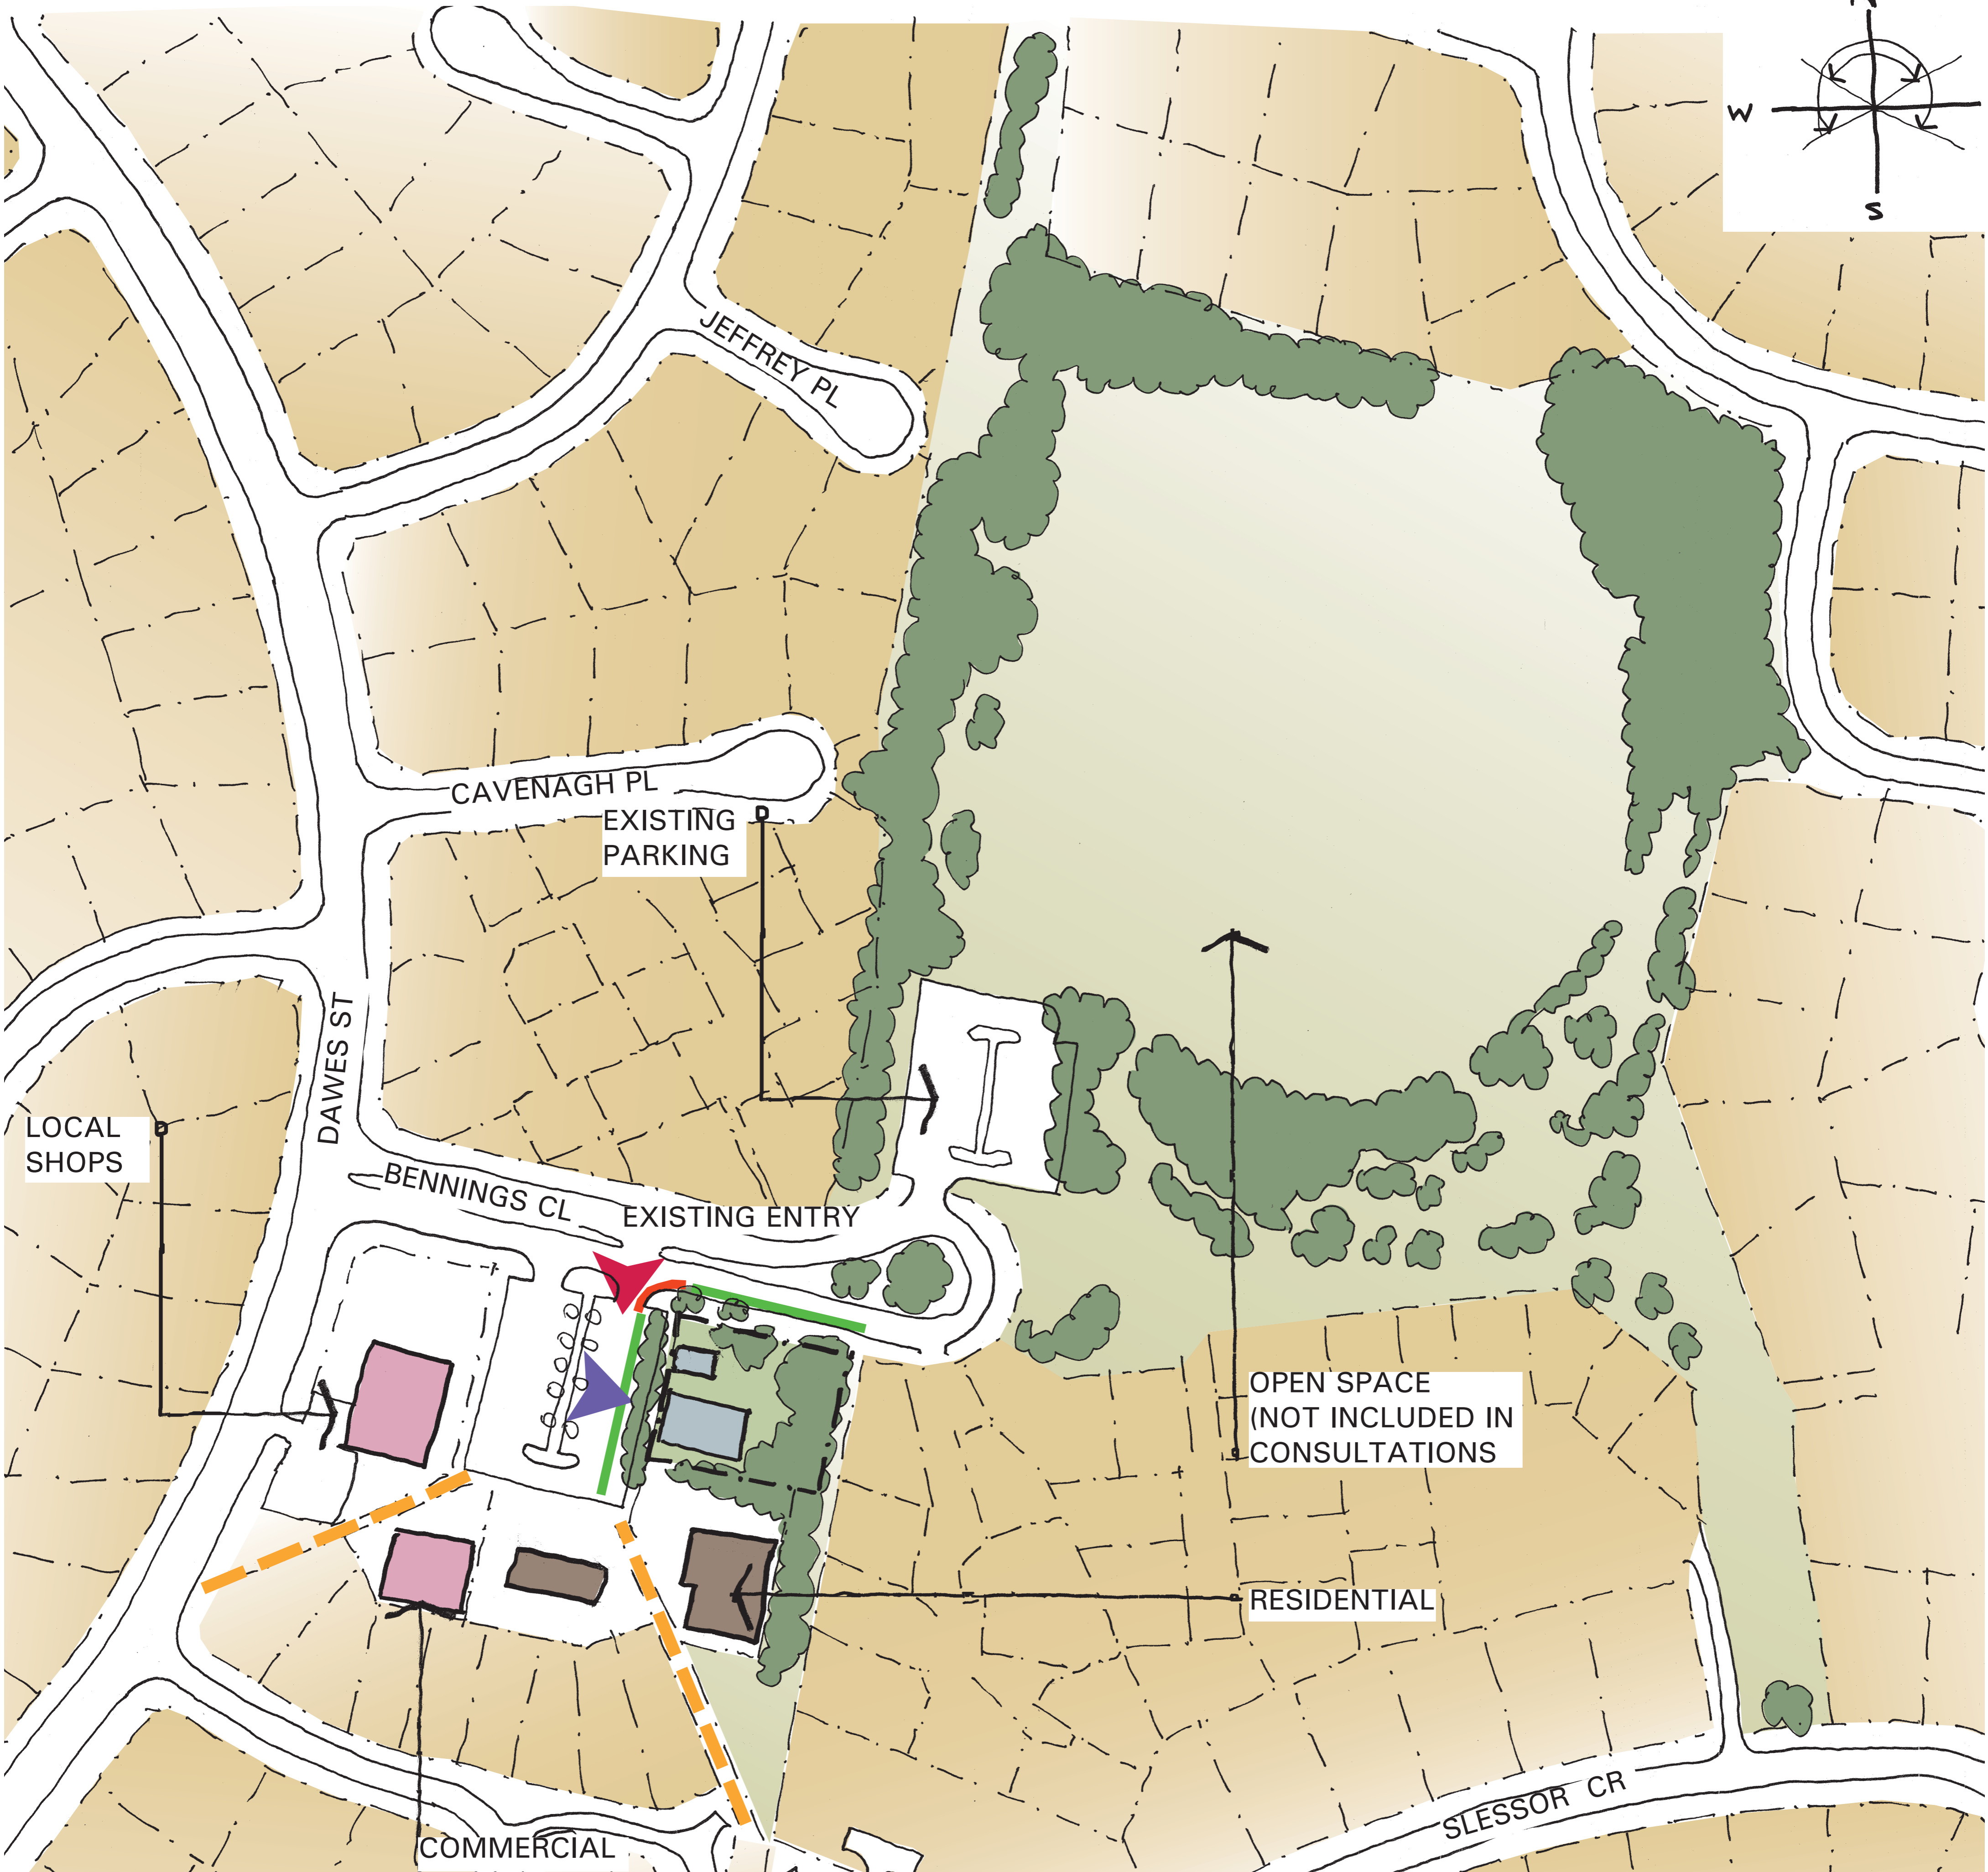 W
S
JEFFREY PL
CAVENAGH PL
EXISTING
PARKING
DAWES ST
LOCAL
SHOPS
BENNINGS CL
EXISTING ENTRY
OPEN SPACE
(NOT INCLUDED IN
CONSULTATIONS
RESIDENTIAL
SLESSOR CR
COMMERCIAL